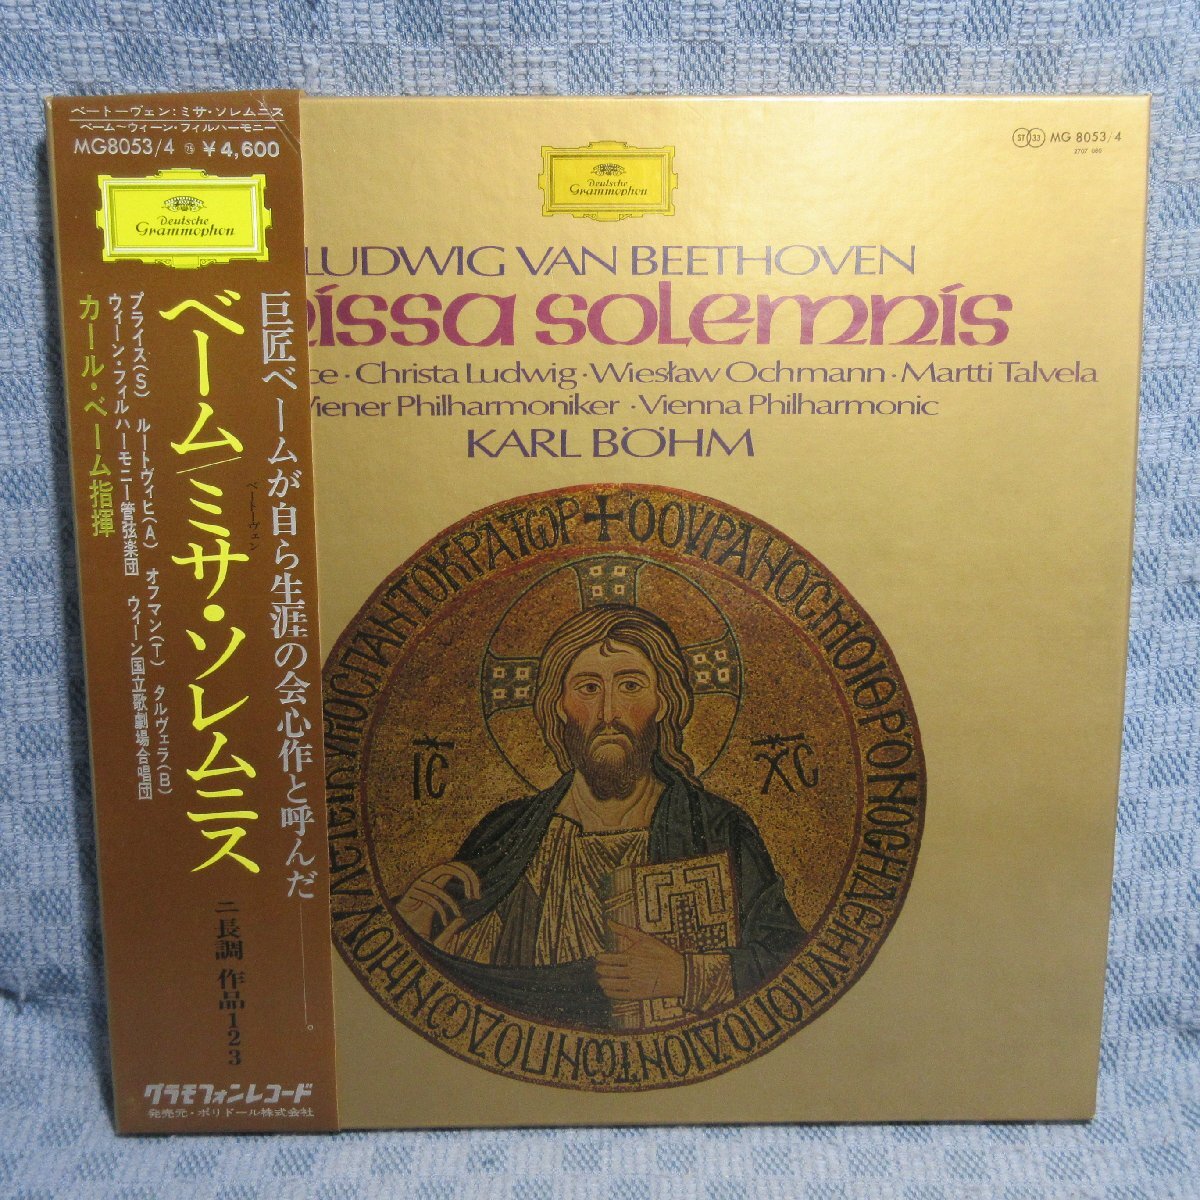 ベートーヴェン：ミサ・ソレムニス
ベーム〜ウィーン・フィルハーモニー
MG8053/4 ㊄ ¥4,600
Deutsche
Grammophon
巨匠ベームが自ら生涯の会心作と呼んだ———。
ベートーヴェン
ベーム/ミサ・ソレムニス
ニ長調 作品123
プライス(S) ルートヴィヒ(A) オフマン(T) タルヴェラ(B)
ウィーン・フィルハーモニー管弦楽団 ウィーン国立歌劇場合唱団
カール・ベーム指揮
グラモフォンレコード
発売元・ポリドール株式会社
Deutsche
Grammophon
ST 33 MG 8053/4
2707 080
LUDWIG VAN BEETHOVEN
issa solemnis
ce · Christa Ludwig · Wiesław Ochmann · Martti Talvela
Wiener Philharmoniker · Vienna Philharmonic
KARL BÖHM
IC
XC